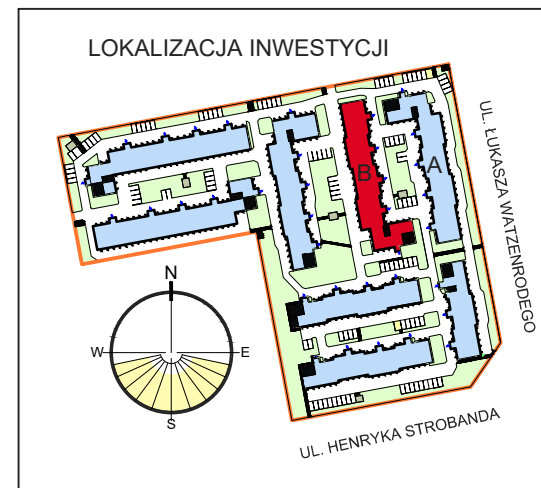 LOKALIZACJA INWESTYCJI
UL. ŁUKASZA WATZENRODEGO
A
B
N
W
E
S
UL. HENRYKA STROBANDA